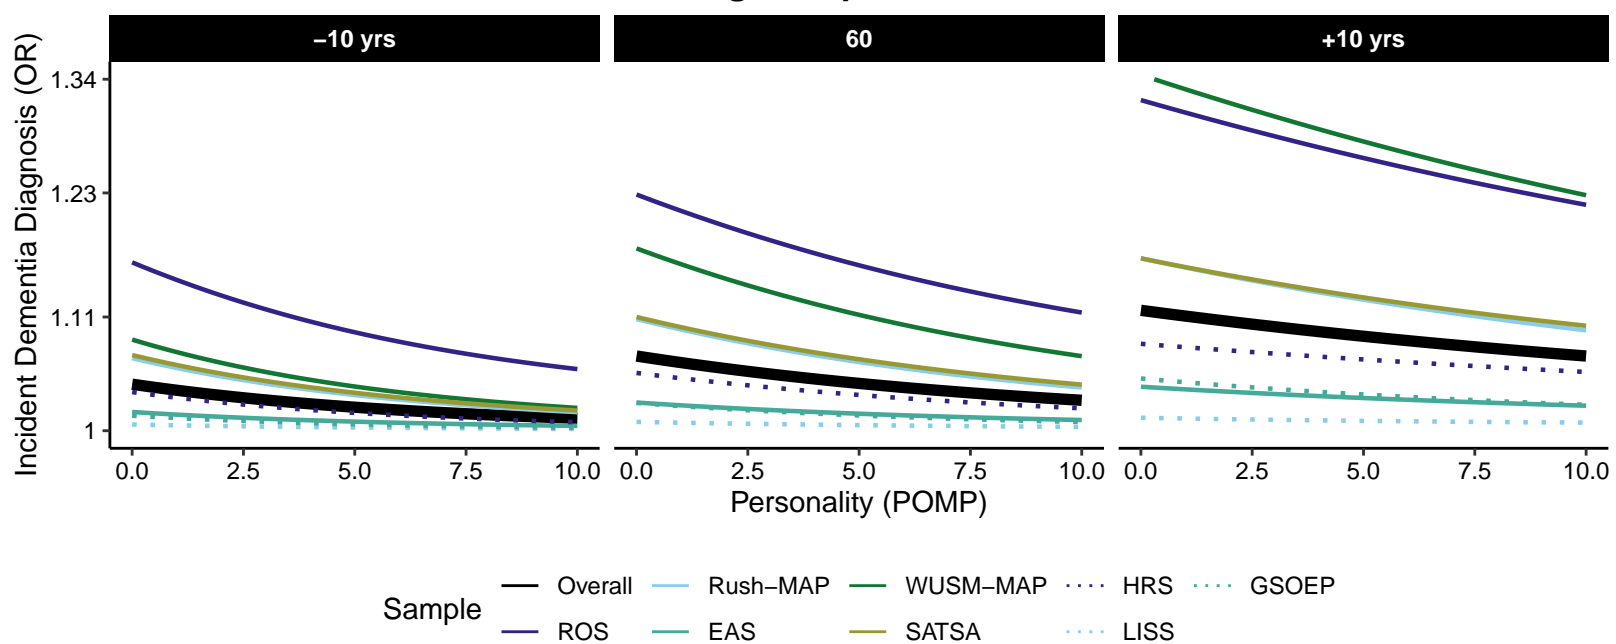 −10 yrs 60 +10 yrs
Incident Dementia Diagnosis (OR)
1.34
1.23
1.11
1
0.0 2.5 5.0 7.5 10.0 0.0 2.5 5.0 7.5 10.0 0.0 2.5 5.0 7.5 10.0
Personality (POMP)
Sample
Overall Rush−MAP WUSM−MAP HRS GSOEP
ROS EAS SATSA LISS